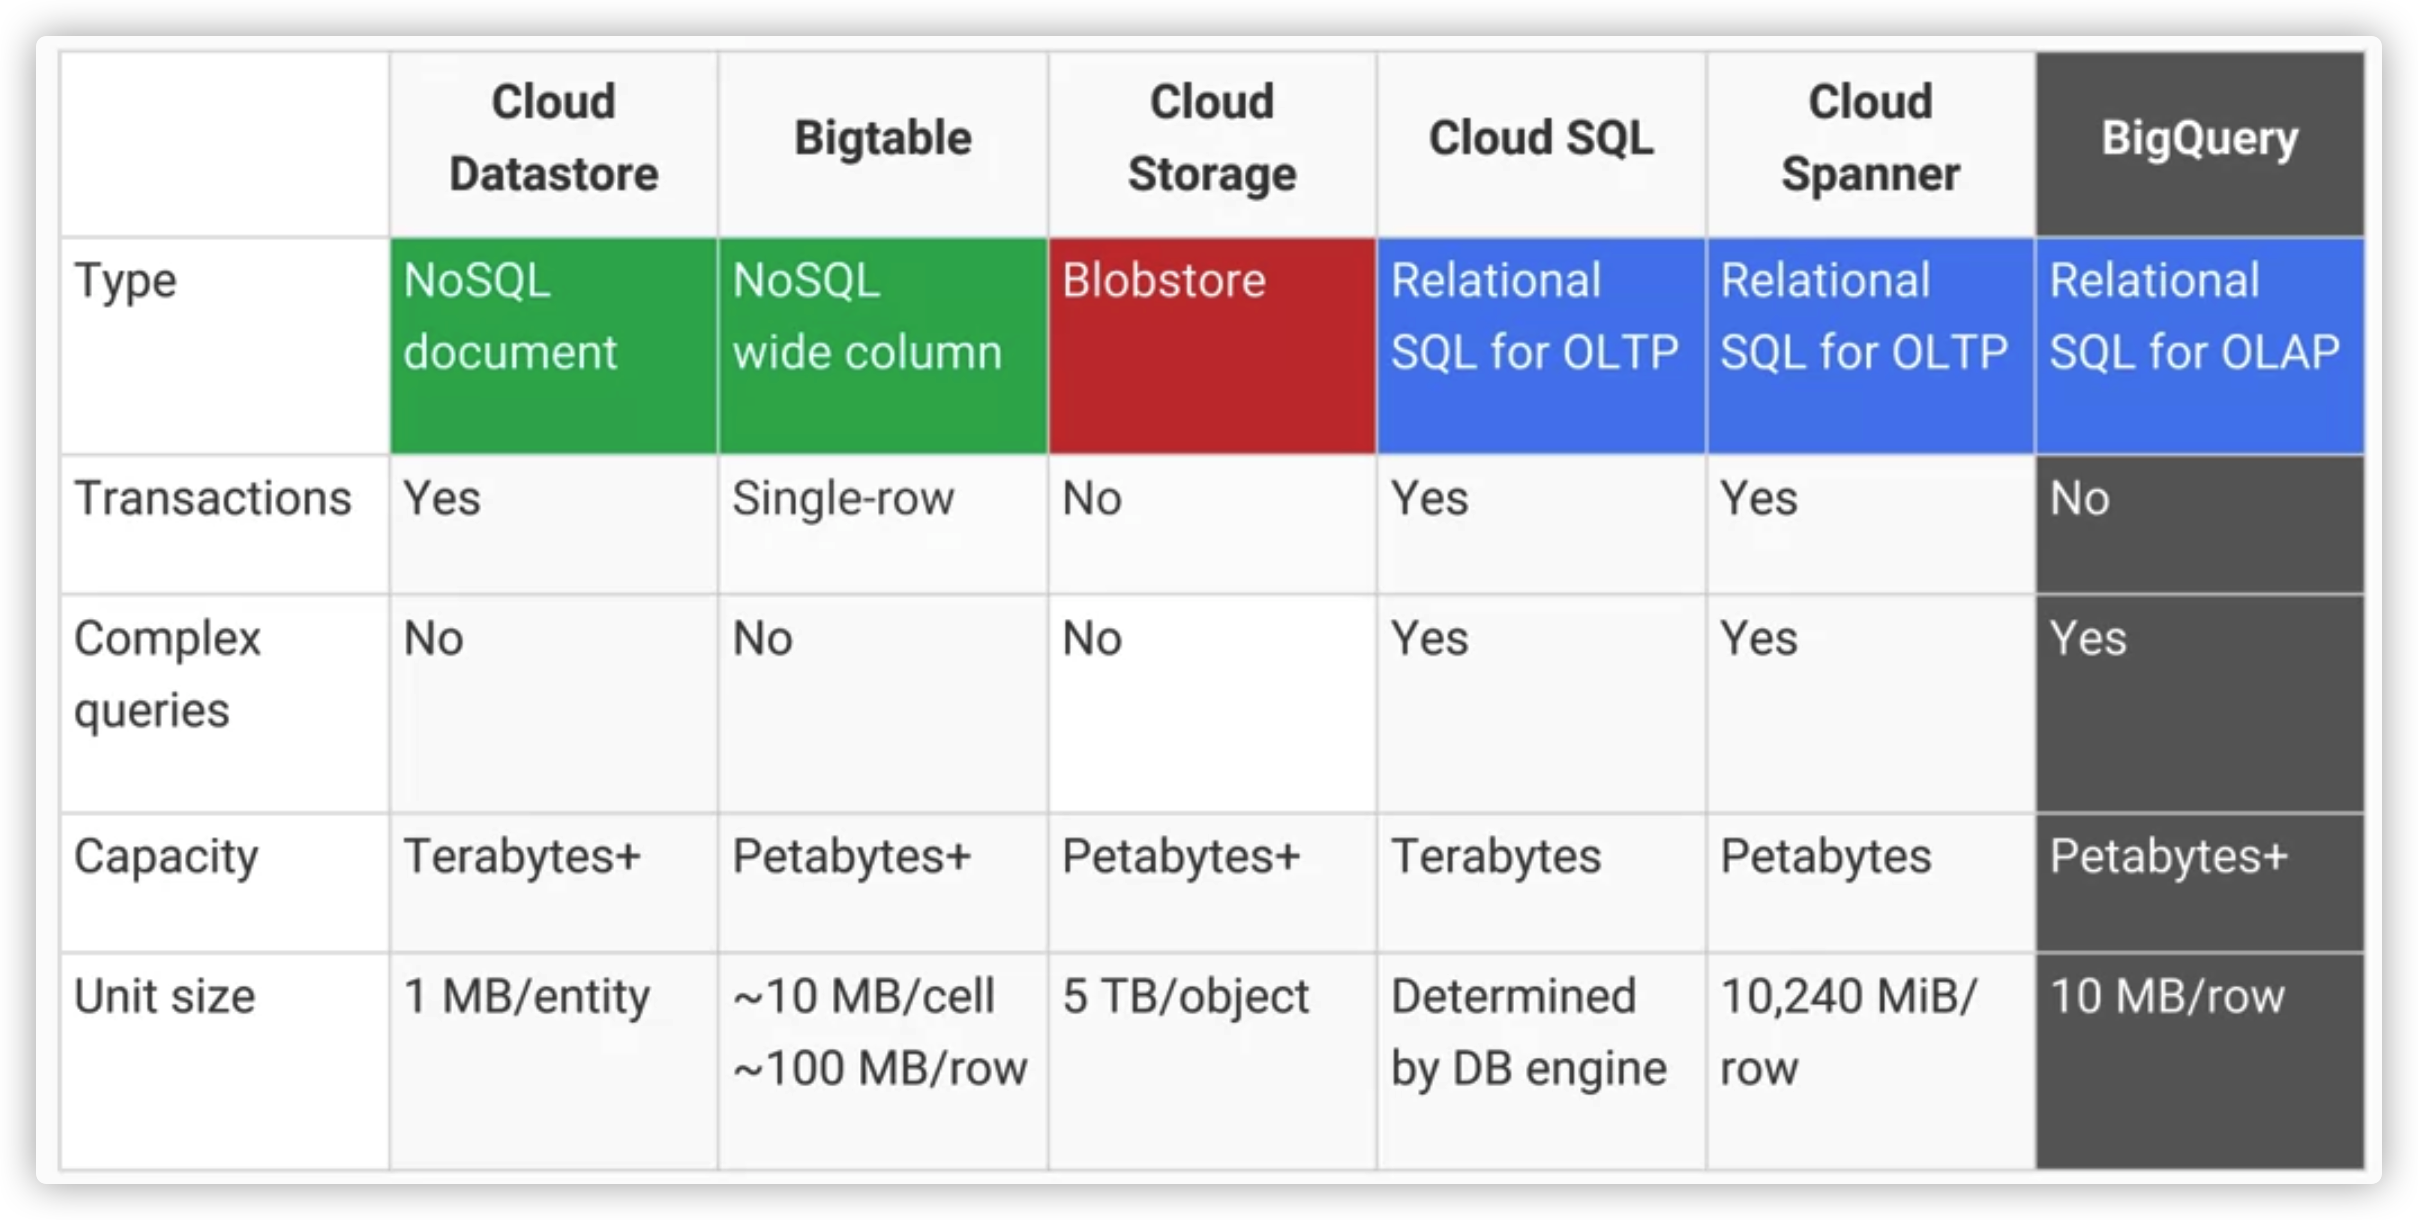 Cloud Datastore Bigtable Cloud Storage Cloud SQL Cloud Spanner BigQuery
Type NoSQL document NoSQL wide column Blobstore Relational SQL for OLTP Relational SQL for OLTP Relational SQL for OLAP
Transactions Yes Single-row No Yes Yes No
Complex queries No No No Yes Yes Yes
Capacity Terabytes+ Petabytes+ Petabytes+ Terabytes Petabytes Petabytes+
Unit size 1 MB/entity ~10 MB/cell ~100 MB/row 5 TB/object Determined by DB engine 10,240 MiB/ row 10 MB/row